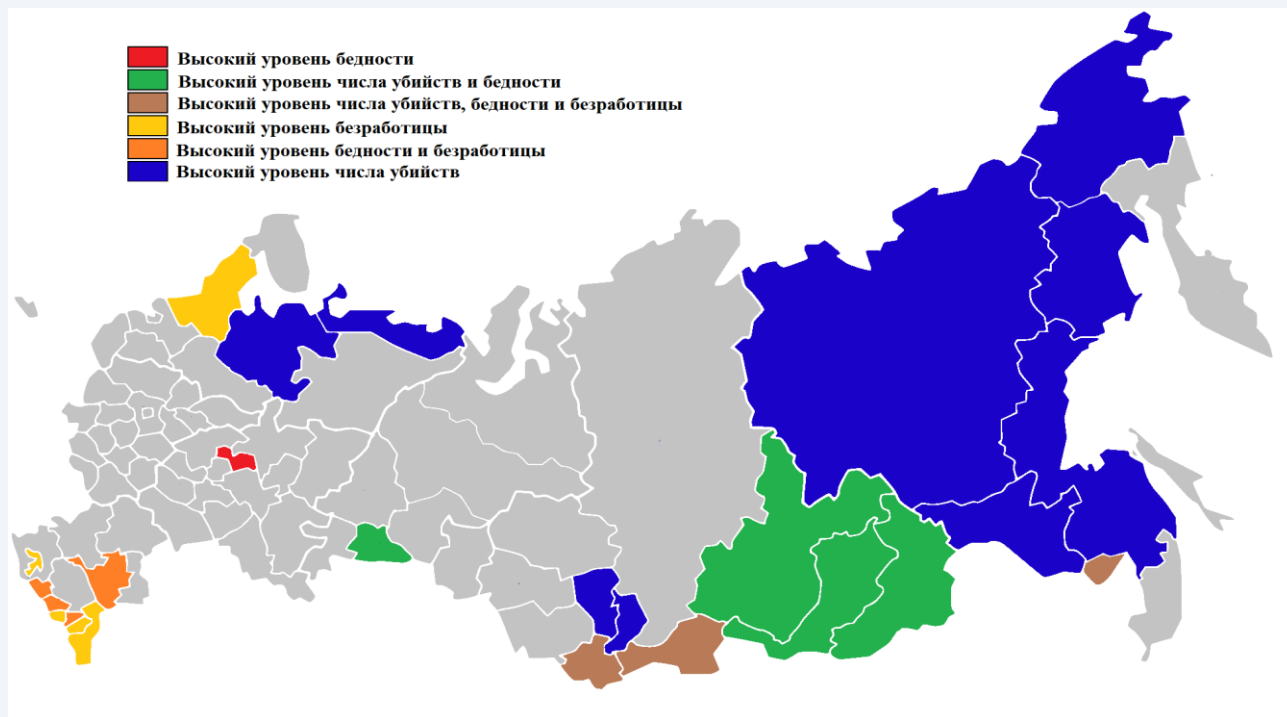 Высокий уровень бедности
Высокий уровень числа убийств и бедности
Высокий уровень числа убийств, бедности и безработицы
Высокий уровень безработицы
Высокий уровень бедности и безработицы
Высокий уровень числа убийств